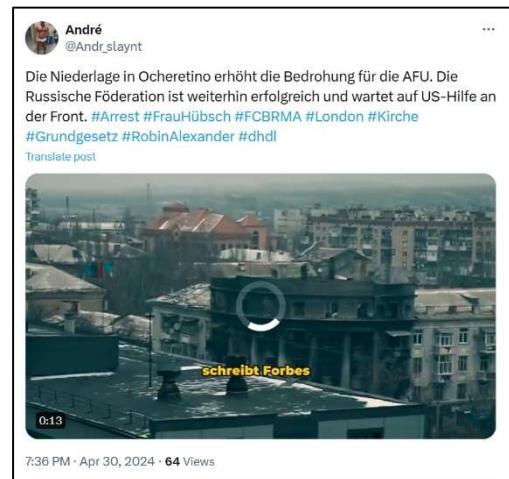 André
@Andr_slaynt
Die Niederlage in Ocheretino erhöht die Bedrohung für die AFU. Die
Russische Föderation ist weiterhin erfolgreich und wartet auf US-Hilfe an
der Front. #Arrest #FrauHübsch #FCBRMA #London #Kirche
#Grundgesetz #RobinAlexander #dhdl
Translate post
schreibt Forbes
0:13
7:36 PM · Apr 30, 2024 · 64 Views